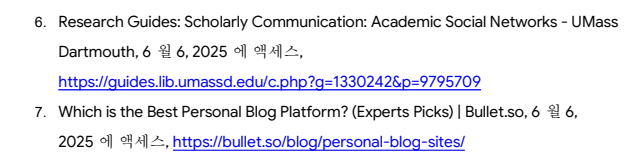 6. Research Guides: Scholarly Communication: Academic Social Networks - UMass
Dartmouth, 6 월 6, 2025 에 액세스,
https://guides.lib.umassd.edu/c.php?g=1330242&p=9795709
7. Which is the Best Personal Blog Platform? (Experts Picks) | Bullet.so, 6 월 6,
2025 에 액세스, https://bullet.so/blog/personal-blog-sites/